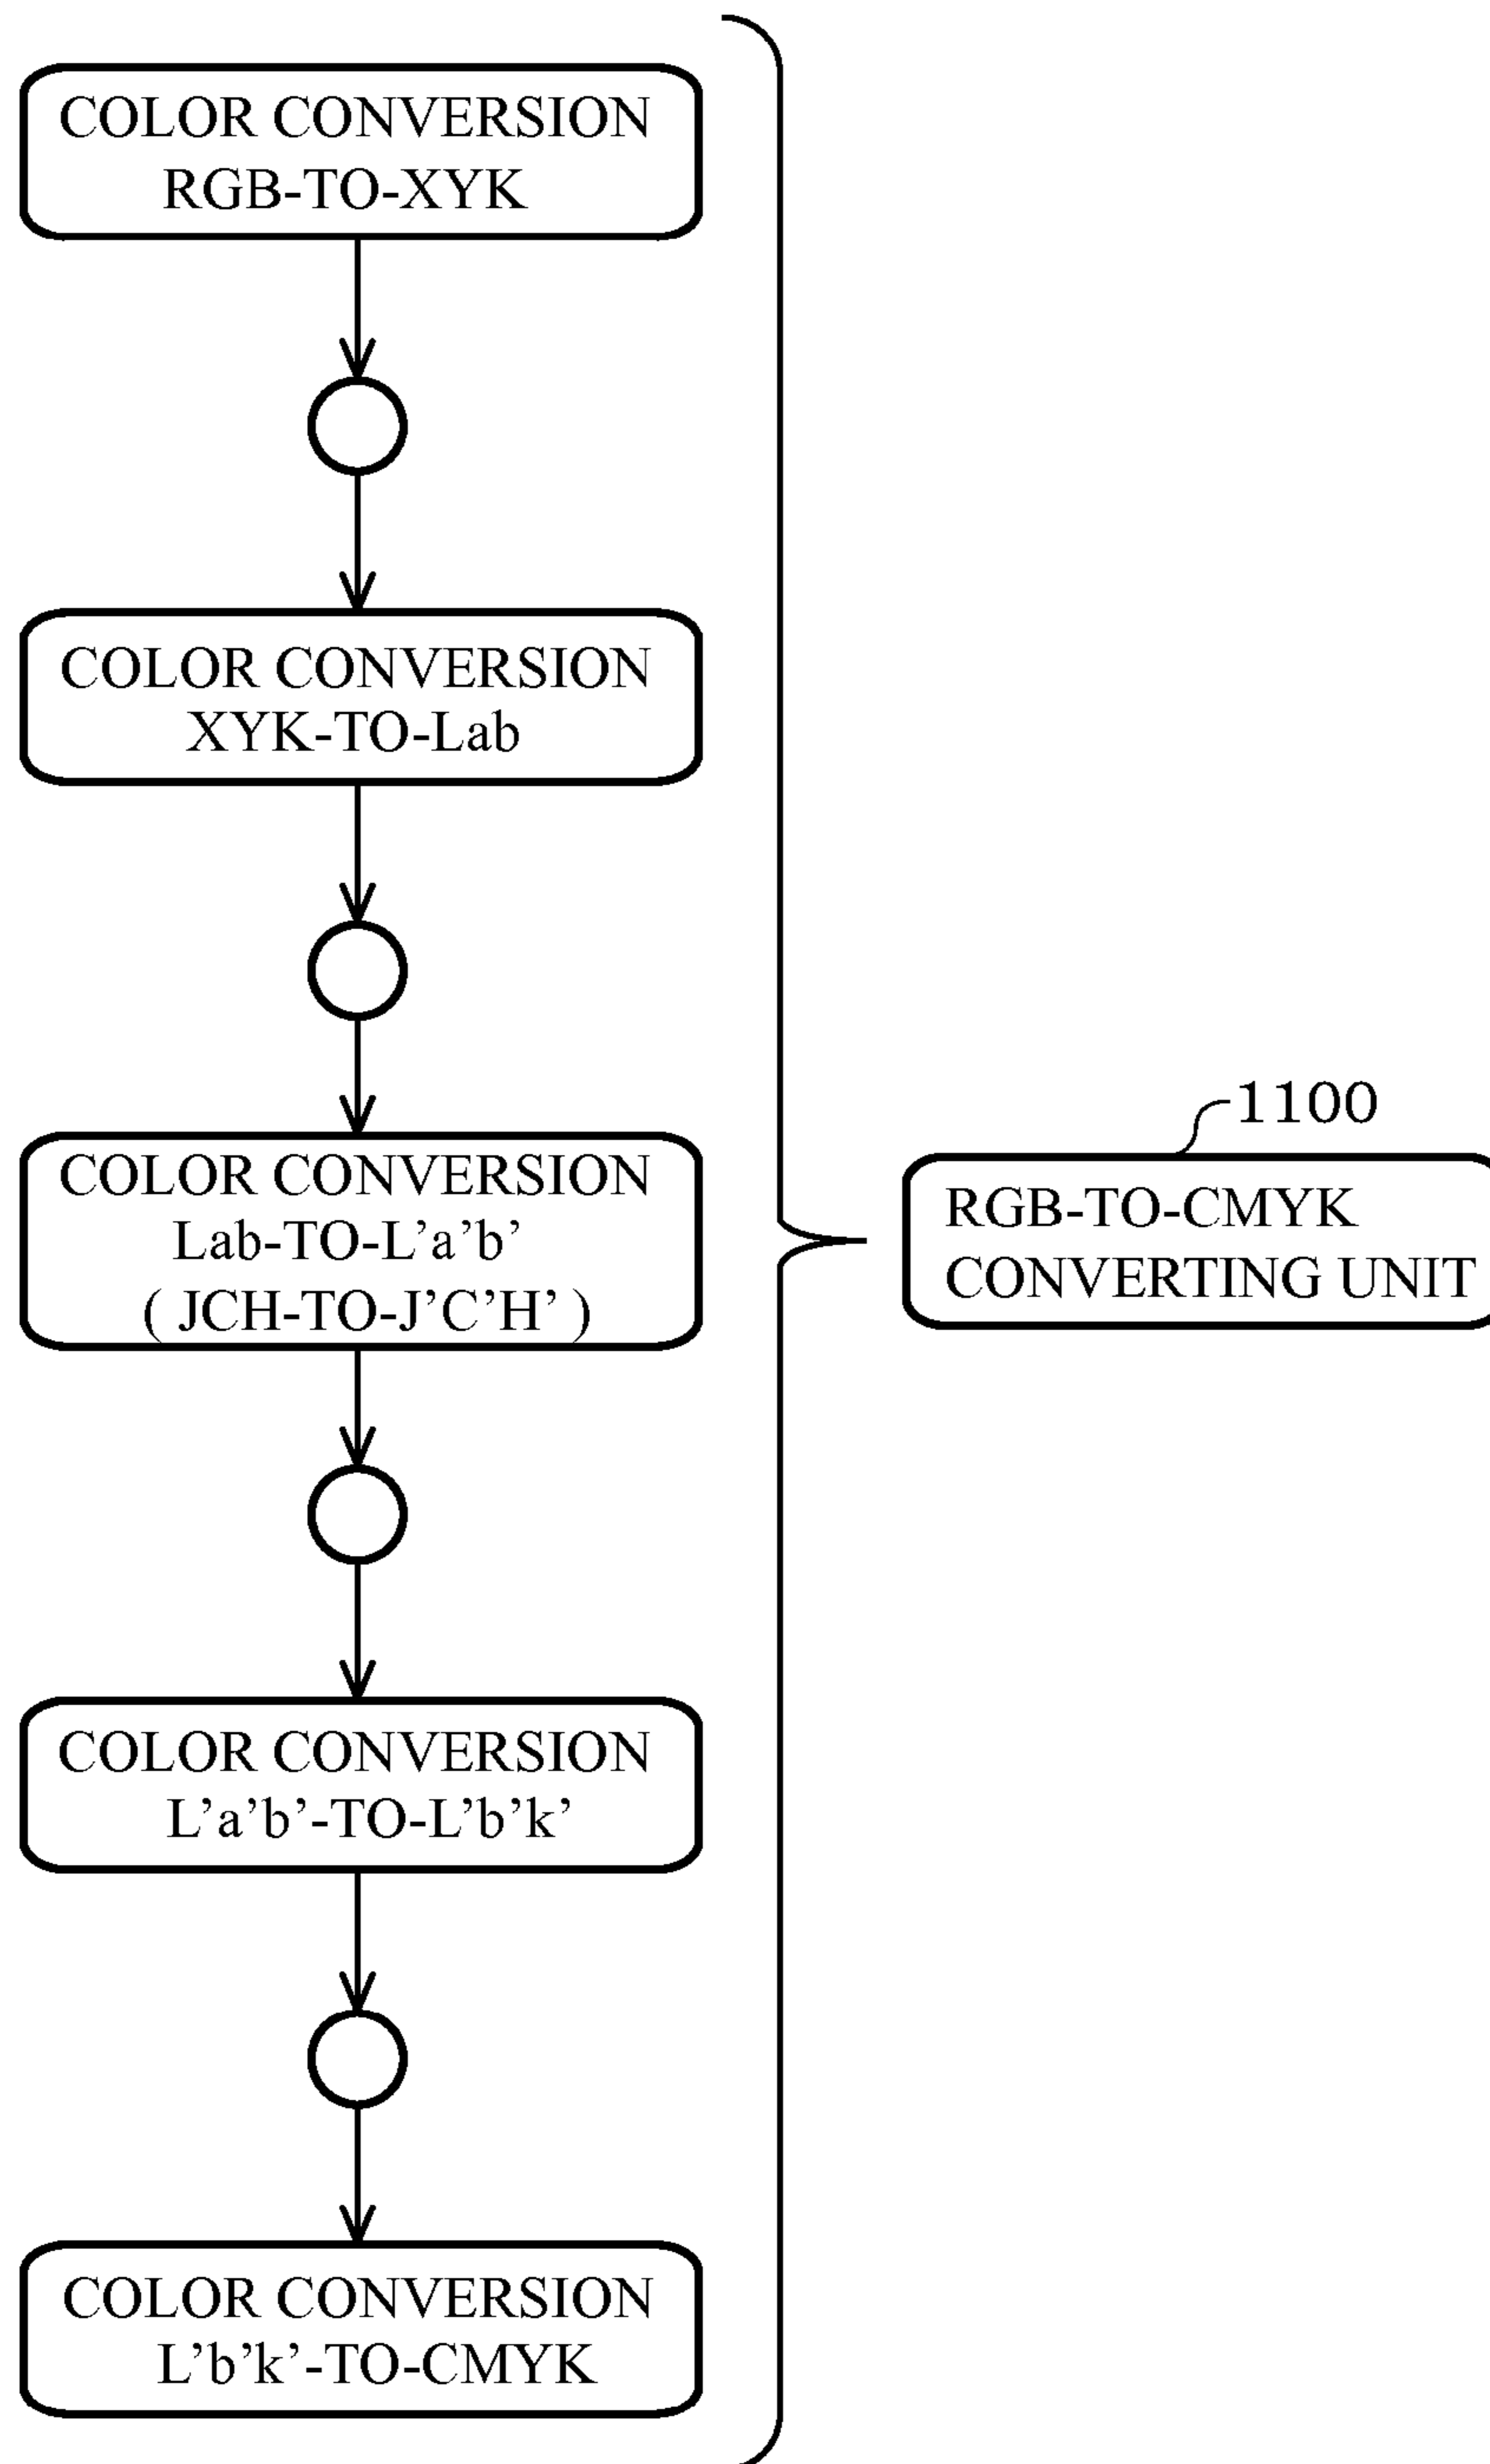 COLOR CONVERSION
RGB-TO-XYK
COLOR CONVERSION
XYK-TO-Lab
COLOR CONVERSION
Lab-TO-L’a’b’
( JCH-TO-J’C’H’ )
1100
RGB-TO-CMYK
CONVERTING UNIT
COLOR CONVERSION
L’a’b’-TO-L’b’k’
COLOR CONVERSION
L’b’k’-TO-CMYK